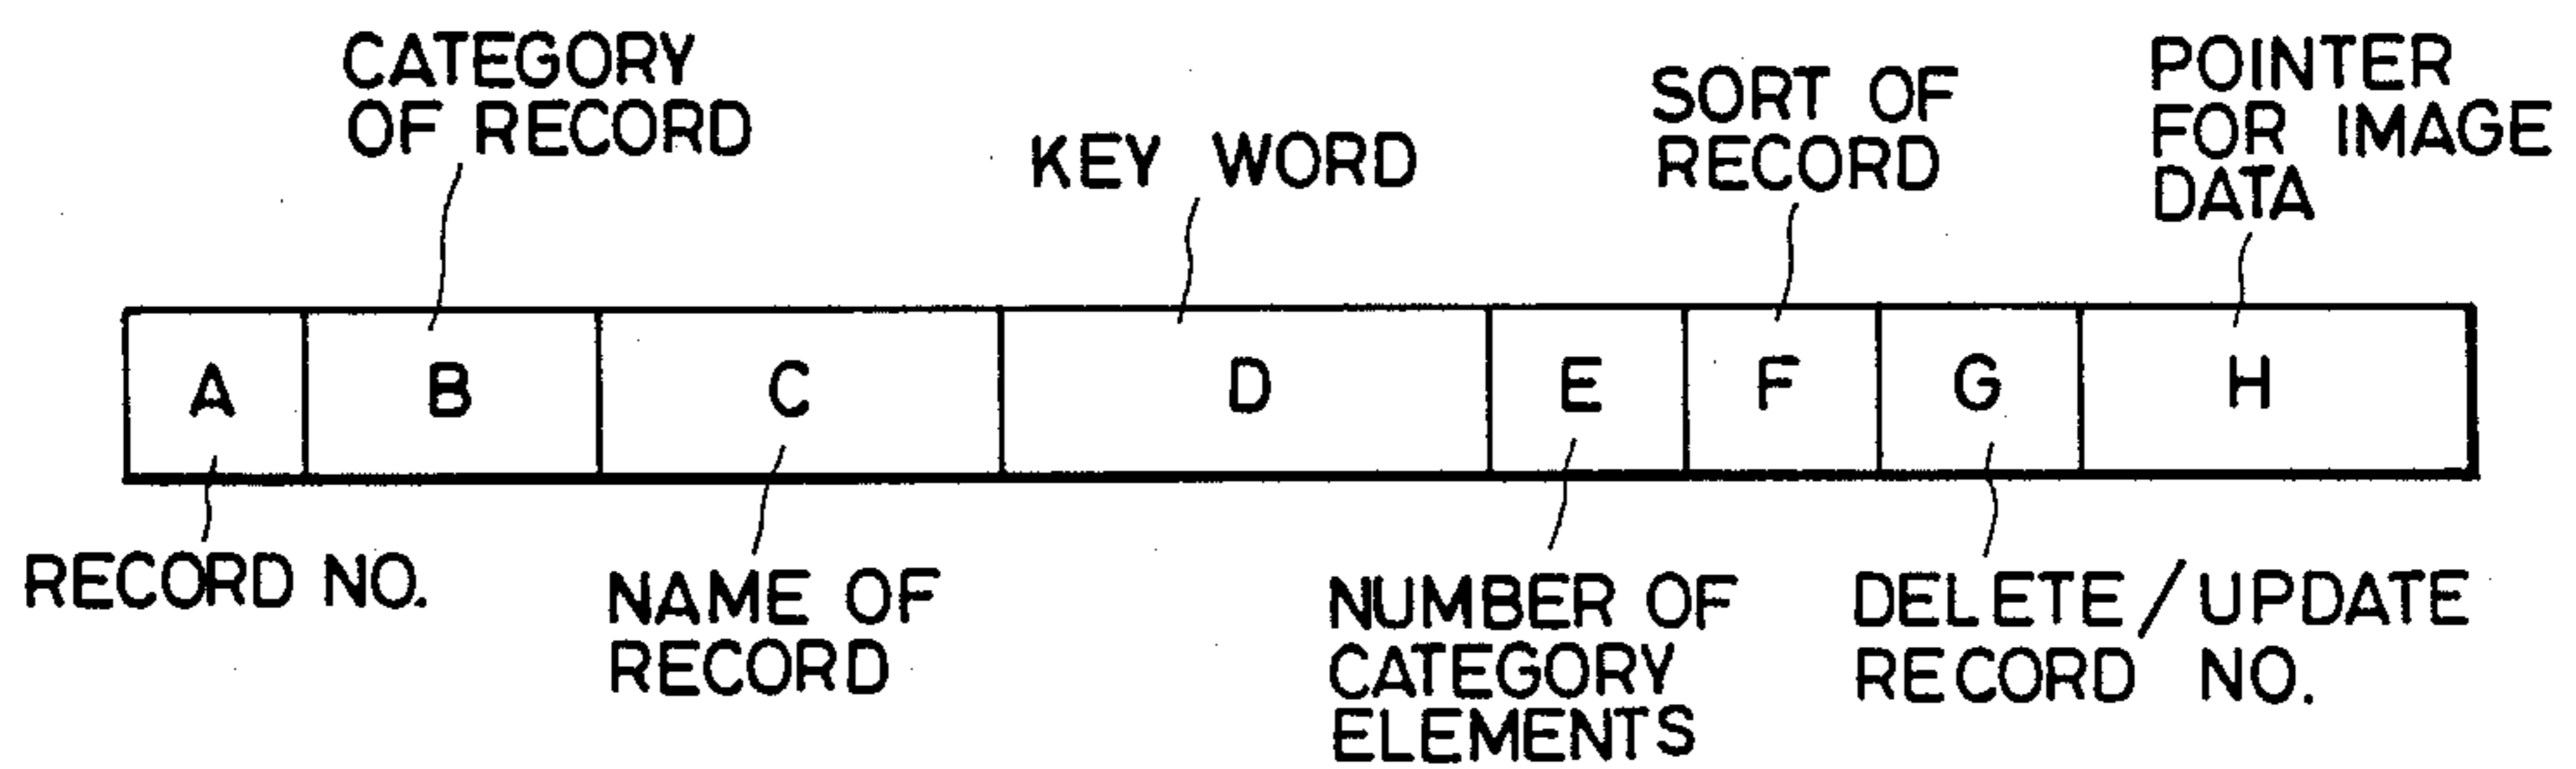 CATEGORY
OF RECORD
KEY WORD
SORT OF
RECORD
POINTER
FOR IMAGE
DATA
A B C D E F G H
RECORD NO.
NAME OF
RECORD
NUMBER OF
CATEGORY
ELEMENTS
DELETE/UPDATE
RECORD NO.